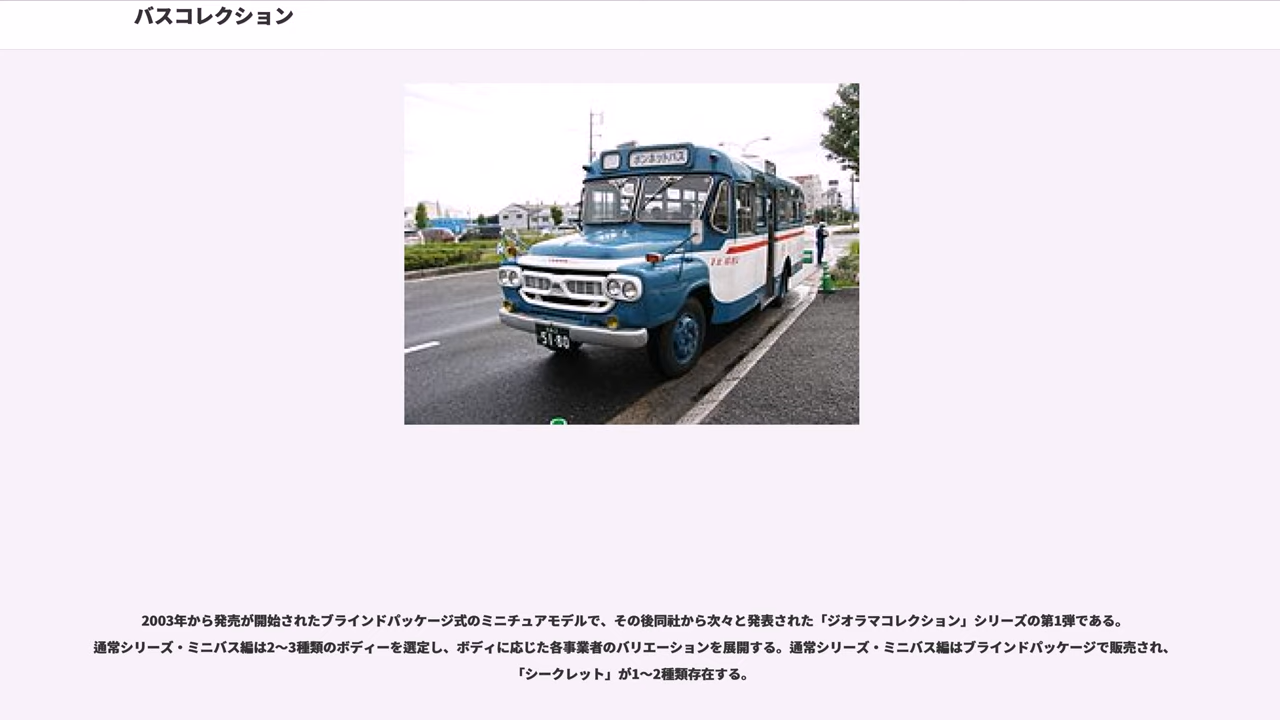 バスコレクション
ボンネットバス
51-80
2003年から発売が開始されたブラインドパッケージ式のミニチュアモデルで、その後同社から次々と発表された「ジオラマコレクション」シリーズの第1弾である。
通常シリーズ・ミニバス編は2〜3種類のボディーを選定し、ボディに応じた各事業者のバリエーションを展開する。通常シリーズ・ミニバス編はブラインドパッケージで販売され、
「シークレット」が1〜2種類存在する。